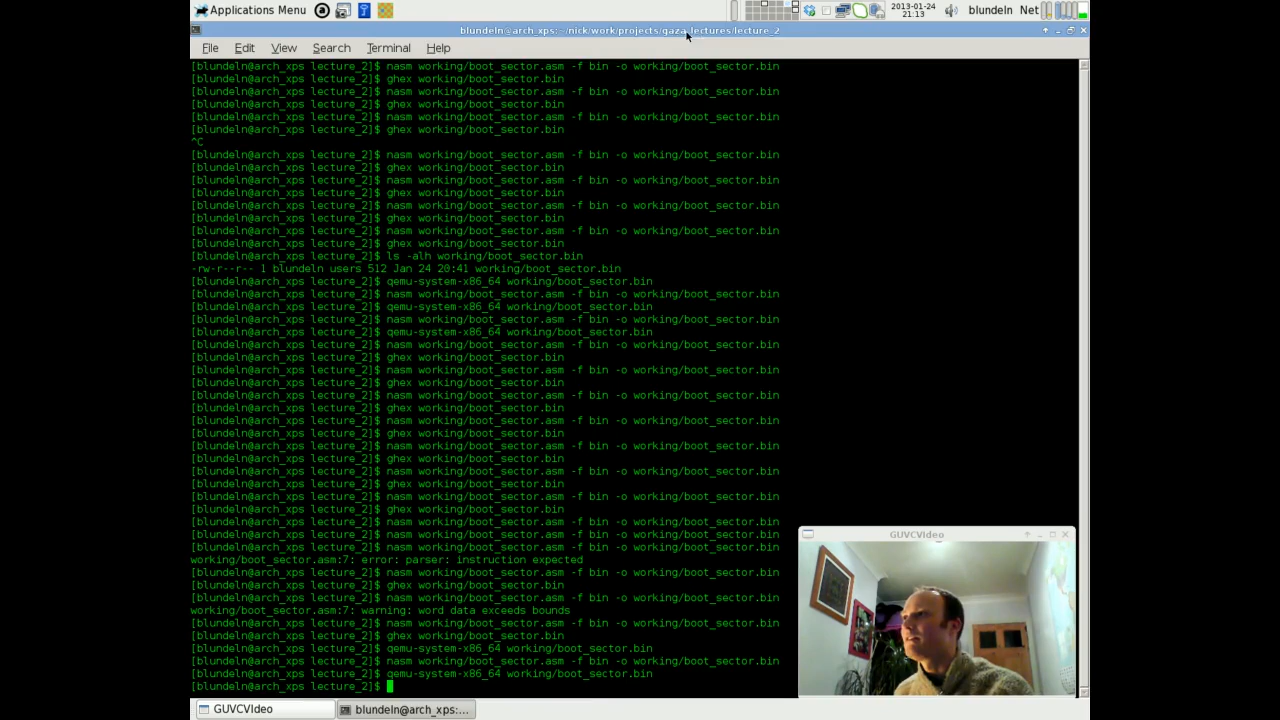 Applications Menu
2013-01-24
21:13
blundeln
Net
blundeln@arch_xps: ~/nick/work/projects/gaza_lectures/lecture_2
File Edit View Search Terminal Help
[blundeln@arch_xps lecture_2]$ nasm working/boot_sector.asm -f bin -o working/boot_sector.bin
[blundeln@arch_xps lecture_2]$ ghex working/boot_sector.bin
[blundeln@arch_xps lecture_2]$ nasm working/boot_sector.asm -f bin -o working/boot_sector.bin
[blundeln@arch_xps lecture_2]$ ghex working/boot_sector.bin
[blundeln@arch_xps lecture_2]$ nasm working/boot_sector.asm -f bin -o working/boot_sector.bin
[blundeln@arch_xps lecture_2]$ ghex working/boot_sector.bin
^C
[blundeln@arch_xps lecture_2]$ nasm working/boot_sector.asm -f bin -o working/boot_sector.bin
[blundeln@arch_xps lecture_2]$ ghex working/boot_sector.bin
[blundeln@arch_xps lecture_2]$ nasm working/boot_sector.asm -f bin -o working/boot_sector.bin
[blundeln@arch_xps lecture_2]$ ghex working/boot_sector.bin
[blundeln@arch_xps lecture_2]$ nasm working/boot_sector.asm -f bin -o working/boot_sector.bin
[blundeln@arch_xps lecture_2]$ ghex working/boot_sector.bin
[blundeln@arch_xps lecture_2]$ nasm working/boot_sector.asm -f bin -o working/boot_sector.bin
[blundeln@arch_xps lecture_2]$ ghex working/boot_sector.bin
[blundeln@arch_xps lecture_2]$ ls -alh working/boot_sector.bin
-rw-r--r-- 1 blundeln users 512 Jan 24 20:41 working/boot_sector.bin
[blundeln@arch_xps lecture_2]$ qemu-system-x86_64 working/boot_sector.bin
[blundeln@arch_xps lecture_2]$ nasm working/boot_sector.asm -f bin -o working/boot_sector.bin
[blundeln@arch_xps lecture_2]$ qemu-system-x86_64 working/boot_sector.bin
[blundeln@arch_xps lecture_2]$ nasm working/boot_sector.asm -f bin -o working/boot_sector.bin
[blundeln@arch_xps lecture_2]$ qemu-system-x86_64 working/boot_sector.bin
[blundeln@arch_xps lecture_2]$ nasm working/boot_sector.asm -f bin -o working/boot_sector.bin
[blundeln@arch_xps lecture_2]$ ghex working/boot_sector.bin
[blundeln@arch_xps lecture_2]$ nasm working/boot_sector.asm -f bin -o working/boot_sector.bin
[blundeln@arch_xps lecture_2]$ ghex working/boot_sector.bin
[blundeln@arch_xps lecture_2]$ nasm working/boot_sector.asm -f bin -o working/boot_sector.bin
[blundeln@arch_xps lecture_2]$ ghex working/boot_sector.bin
[blundeln@arch_xps lecture_2]$ nasm working/boot_sector.asm -f bin -o working/boot_sector.bin
[blundeln@arch_xps lecture_2]$ ghex working/boot_sector.bin
[blundeln@arch_xps lecture_2]$ nasm working/boot_sector.asm -f bin -o working/boot_sector.bin
[blundeln@arch_xps lecture_2]$ ghex working/boot_sector.bin
[blundeln@arch_xps lecture_2]$ nasm working/boot_sector.asm -f bin -o working/boot_sector.bin
[blundeln@arch_xps lecture_2]$ ghex working/boot_sector.bin
[blundeln@arch_xps lecture_2]$ nasm working/boot_sector.asm -f bin -o working/boot_sector.bin
[blundeln@arch_xps lecture_2]$ ghex working/boot_sector.bin
[blundeln@arch_xps lecture_2]$ nasm working/boot_sector.asm -f bin -o working/boot_sector.bin
[blundeln@arch_xps lecture_2]$ nasm working/boot_sector.asm -f bin -o working/boot_sector.bin
[blundeln@arch_xps lecture_2]$ nasm working/boot_sector.asm -f bin -o working/boot_sector.bin
working/boot_sector.asm:7: error: parser: instruction expected
[blundeln@arch_xps lecture_2]$ nasm working/boot_sector.asm -f bin -o working/boot_sector.bin
[blundeln@arch_xps lecture_2]$ ghex working/boot_sector.bin
[blundeln@arch_xps lecture_2]$ nasm working/boot_sector.asm -f bin -o working/boot_sector.bin
working/boot_sector.asm:7: warning: word data exceeds bounds
[blundeln@arch_xps lecture_2]$ nasm working/boot_sector.asm -f bin -o working/boot_sector.bin
[blundeln@arch_xps lecture_2]$ ghex working/boot_sector.bin
[blundeln@arch_xps lecture_2]$ qemu-system-x86_64 working/boot_sector.bin
[blundeln@arch_xps lecture_2]$ nasm working/boot_sector.asm -f bin -o working/boot_sector.bin
[blundeln@arch_xps lecture_2]$ qemu-system-x86_64 working/boot_sector.bin
[blundeln@arch_xps lecture_2]$
GUVCVideo
GUVCVideo
blundeln@arch_xps:...